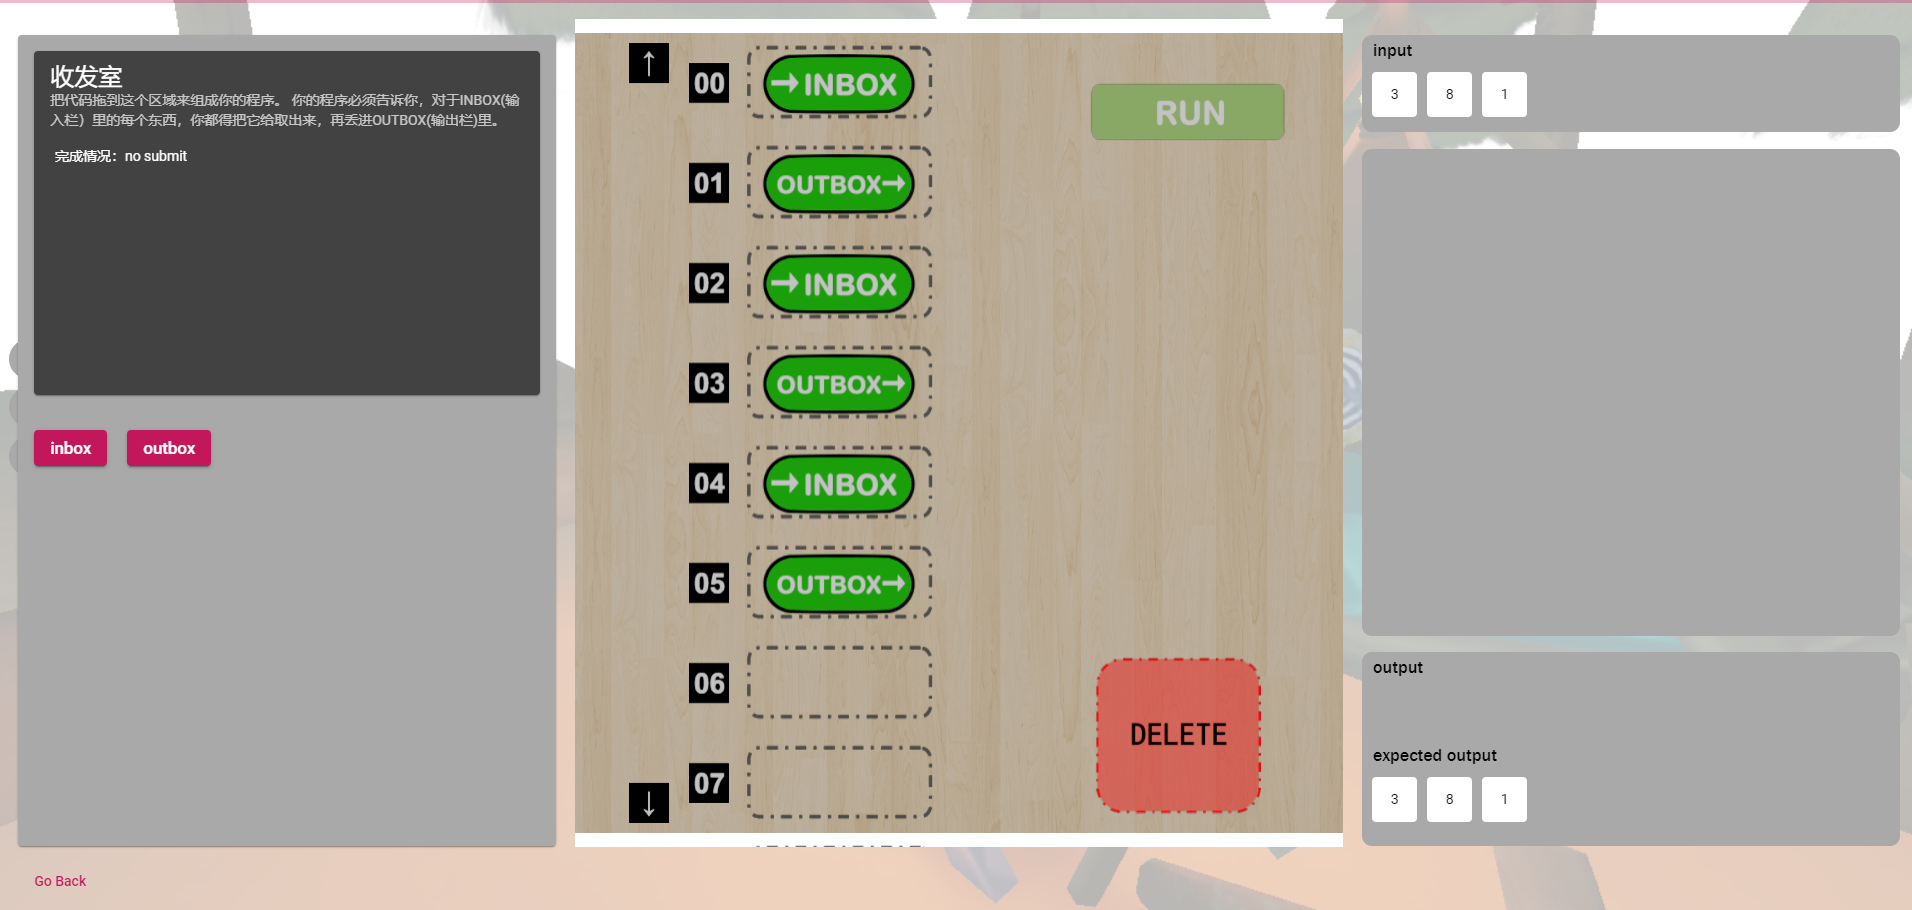 收发室
把代码拖到这个区域来组成你的程序。 你的程序必须告诉你，对于INBOX(输
入栏）里的每个东西，你都得把它给取出来，再丢进OUTBOX(输出栏)里。
完成情况：no submit
inbox
outbox
Go Back
↑
00 →INBOX
01 OUTBOX→
02 →INBOX
03 OUTBOX→
04 →INBOX
05 OUTBOX→
06
07
↓
RUN
DELETE
input
3 8 1
output
expected output
3 8 1